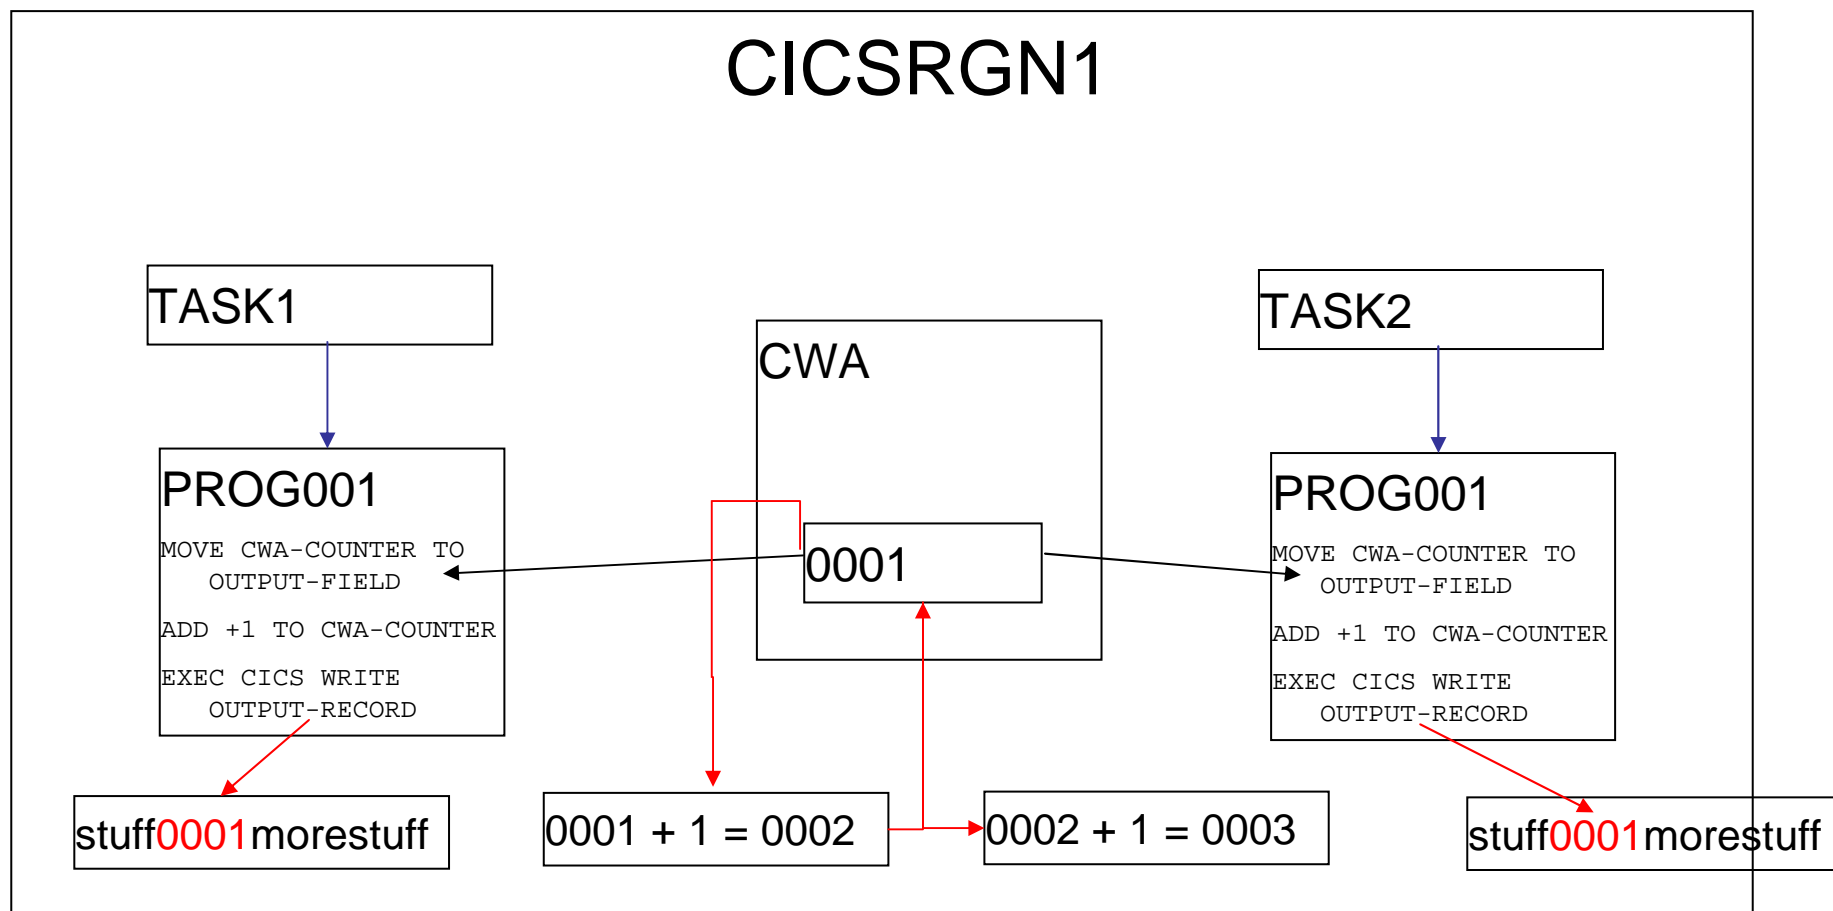 CICSRGN1
TASK1
TASK2
CWA
PROG001
MOVE CWA-COUNTER TO
OUTPUT-FIELD
ADD +1 TO CWA-COUNTER
EXEC CICS WRITE
OUTPUT-RECORD
0001
PROG001
MOVE CWA-COUNTER TO
OUTPUT-FIELD
ADD +1 TO CWA-COUNTER
EXEC CICS WRITE
OUTPUT-RECORD
stuff0001morestuff
0001 + 1 = 0002
0002 + 1 = 0003
stuff0001morestuff